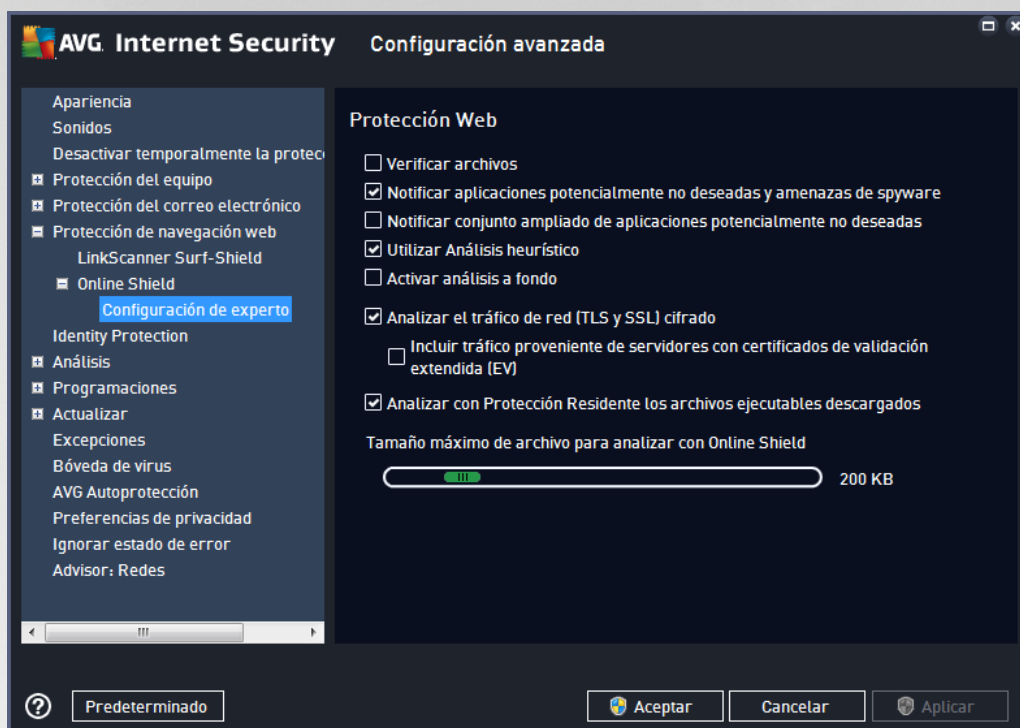 AVG. Internet Security Configuración avanzada
Apariencia
Sonidos
Desactivar temporalmente la protec
Protección del equipo
Protección del correo electrónico
Protección de navegación web
LinkScanner Surf-Shield
Online Shield
Configuración de experto
Identity Protection
Análisis
Programaciones
Actualizar
Excepciones
Bóveda de virus
AVG Autoprotección
Preferencias de privacidad
Ignorar estado de error
Advisor: Redes
Protección Web
Verificar archivos
Notificar aplicaciones potencialmente no deseadas y amenazas de spyware
Notificar conjunto ampliado de aplicaciones potencialmente no deseadas
Utilizar Análisis heurístico
Activar análisis a fondo
Analizar el tráfico de red (TLS y SSL) cifrado
Incluir tráfico proveniente de servidores con certificados de validación
extendida (EV)
Analizar con Protección Residente los archivos ejecutables descargados
Tamaño máximo de archivo para analizar con Online Shield
200 KB
? Predeterminado Aceptar Cancelar Aplicar